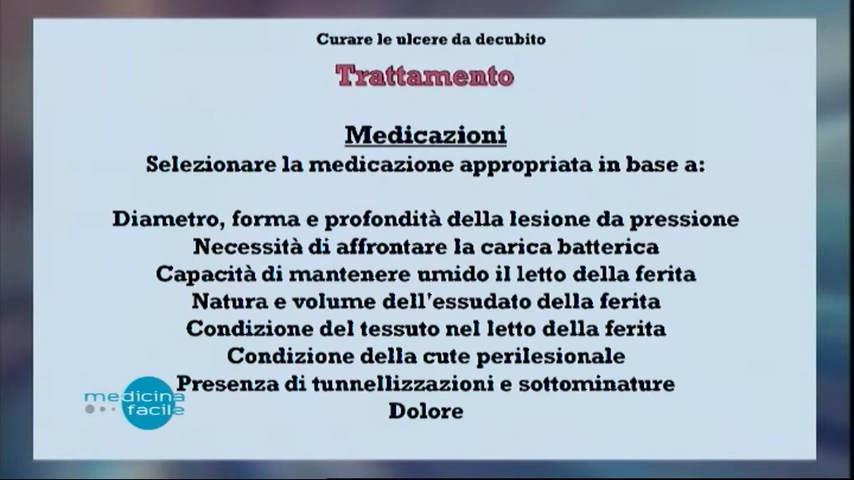 Curare le ulcere da decubito
Trattamento
Medicazioni
Selezionare la medicazione appropriata in base a:
Diametro, forma e profondità della lesione da pressione
Necessità di affrontare la carica batterica
Capacità di mantenere umido il letto della ferita
Natura e volume dell'essudato della ferita
Condizione del tessuto nel letto della ferita
Condizione della cute perilesionale
Presenza di tunnellizzazioni e sottominature
Dolore
medicina
facile